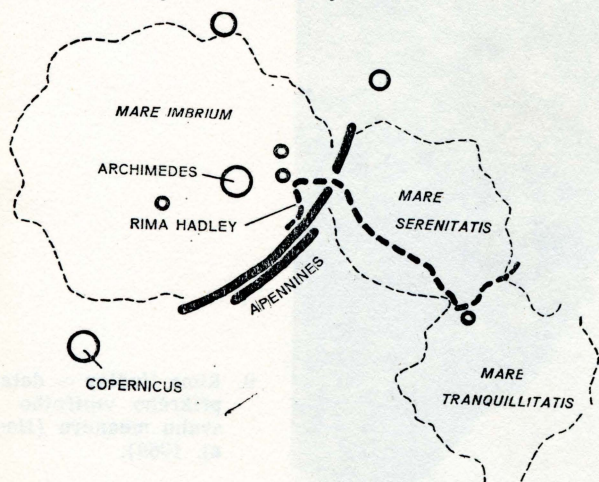 MARE IMBRIUM
ARCHIMEDES
RIMA HADLEY
MARE
SERENITATIS
APENNINES
COPERNICUS
MARE
TRANQUILLITATIS